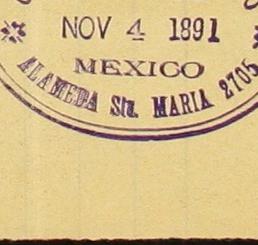 NOV 4 1891
MEXICO
ALAMEDA Sta. MARIA 2705